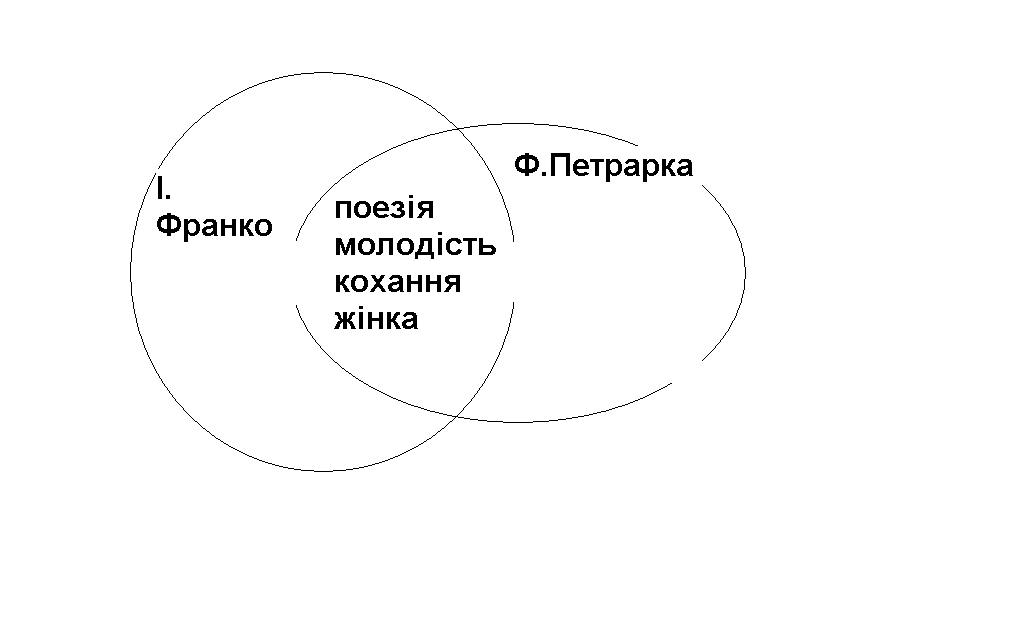 І.
Франко
поезія
молодість
кохання
жінка
Ф.Петрарка